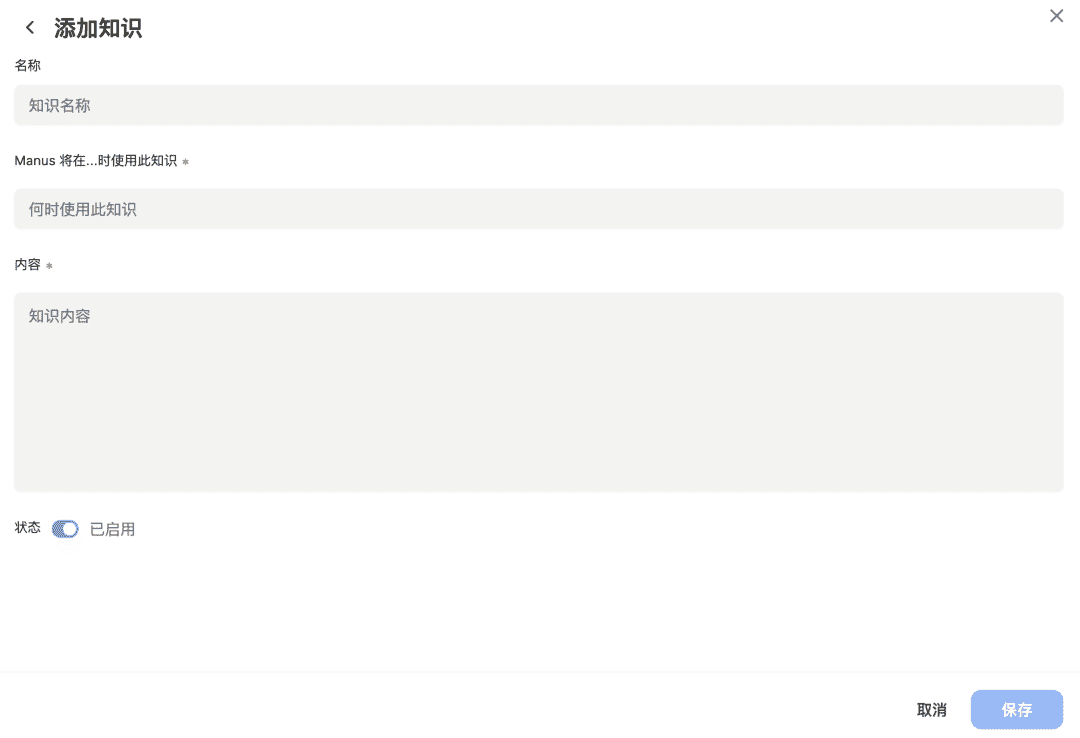 添加知识
名称
知识名称
Manus 将在...时使用此知识 *
何时使用此知识
内容 *
知识内容
状态 已启用
取消 保存